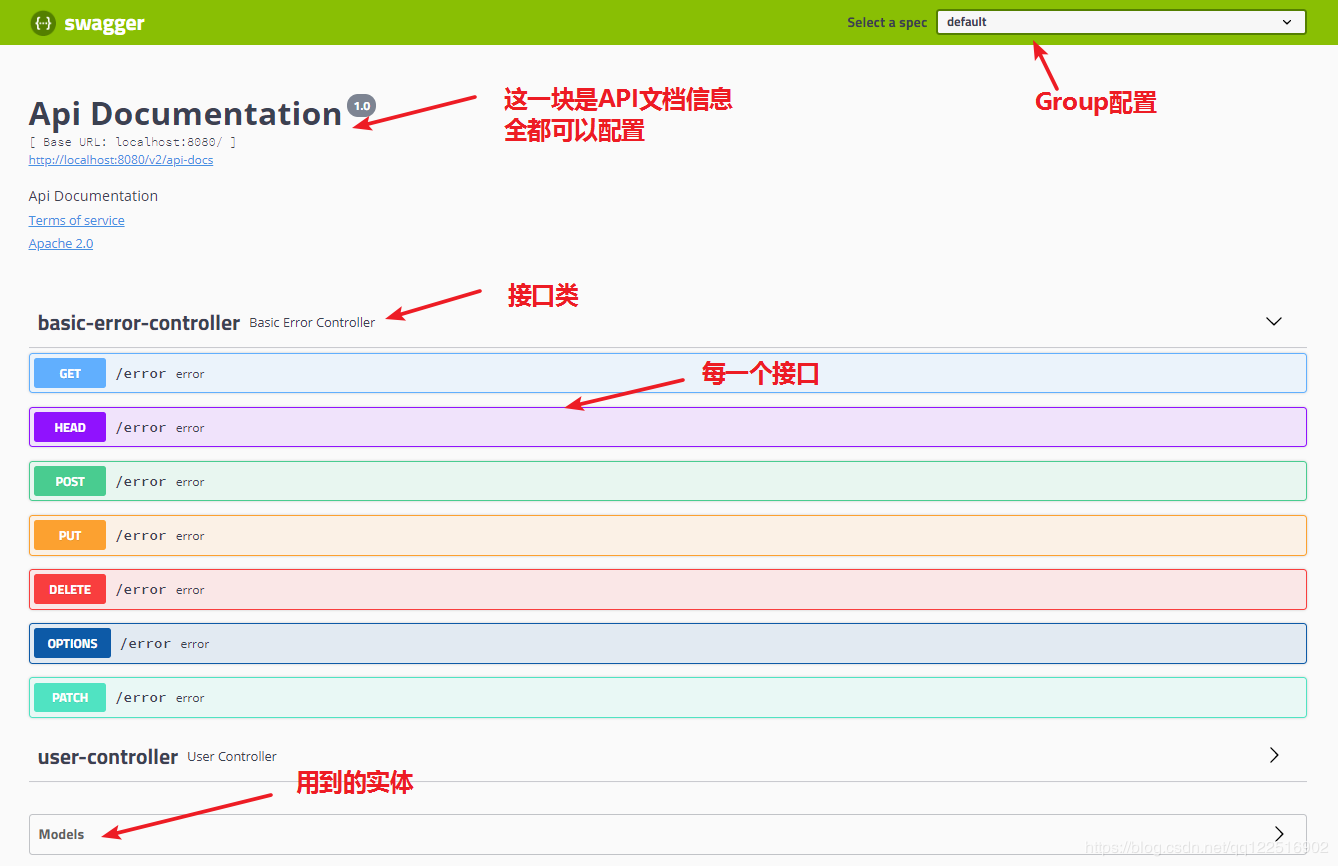 swagger
Select a spec default
Group配置
Api Documentation 1.0
这一块是API文档信息
全都可以配置
[ Base URL: localhost:8080/ ]
http://localhost:8080/v2/api-docs
Api Documentation
Terms of service
Apache 2.0
接口类
basic-error-controller Basic Error Controller
每一个接口
GET /error error
HEAD /error error
POST /error error
PUT /error error
DELETE /error error
OPTIONS /error error
PATCH /error error
user-controller User Controller
用到的实体
Models
https://blog.csdn.net/qq122516902